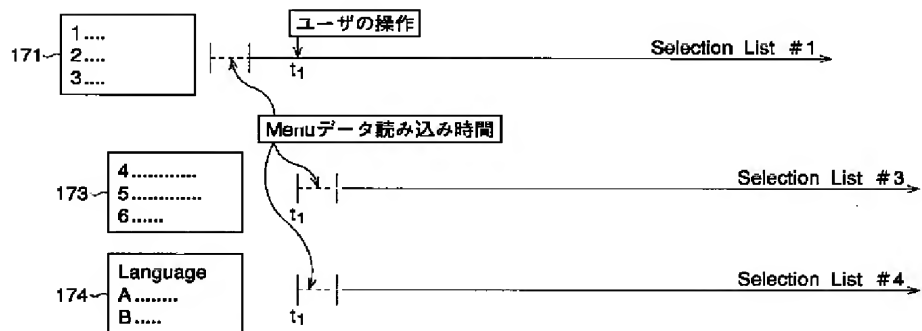 ユーザの操作
171
1....
2....
3....
t1
Selection List #1
Menuデータ読み込み時間
173
4............
5.............
6......
t1
Selection List #3
174
Language
A........
B.....
t1
Selection List #4